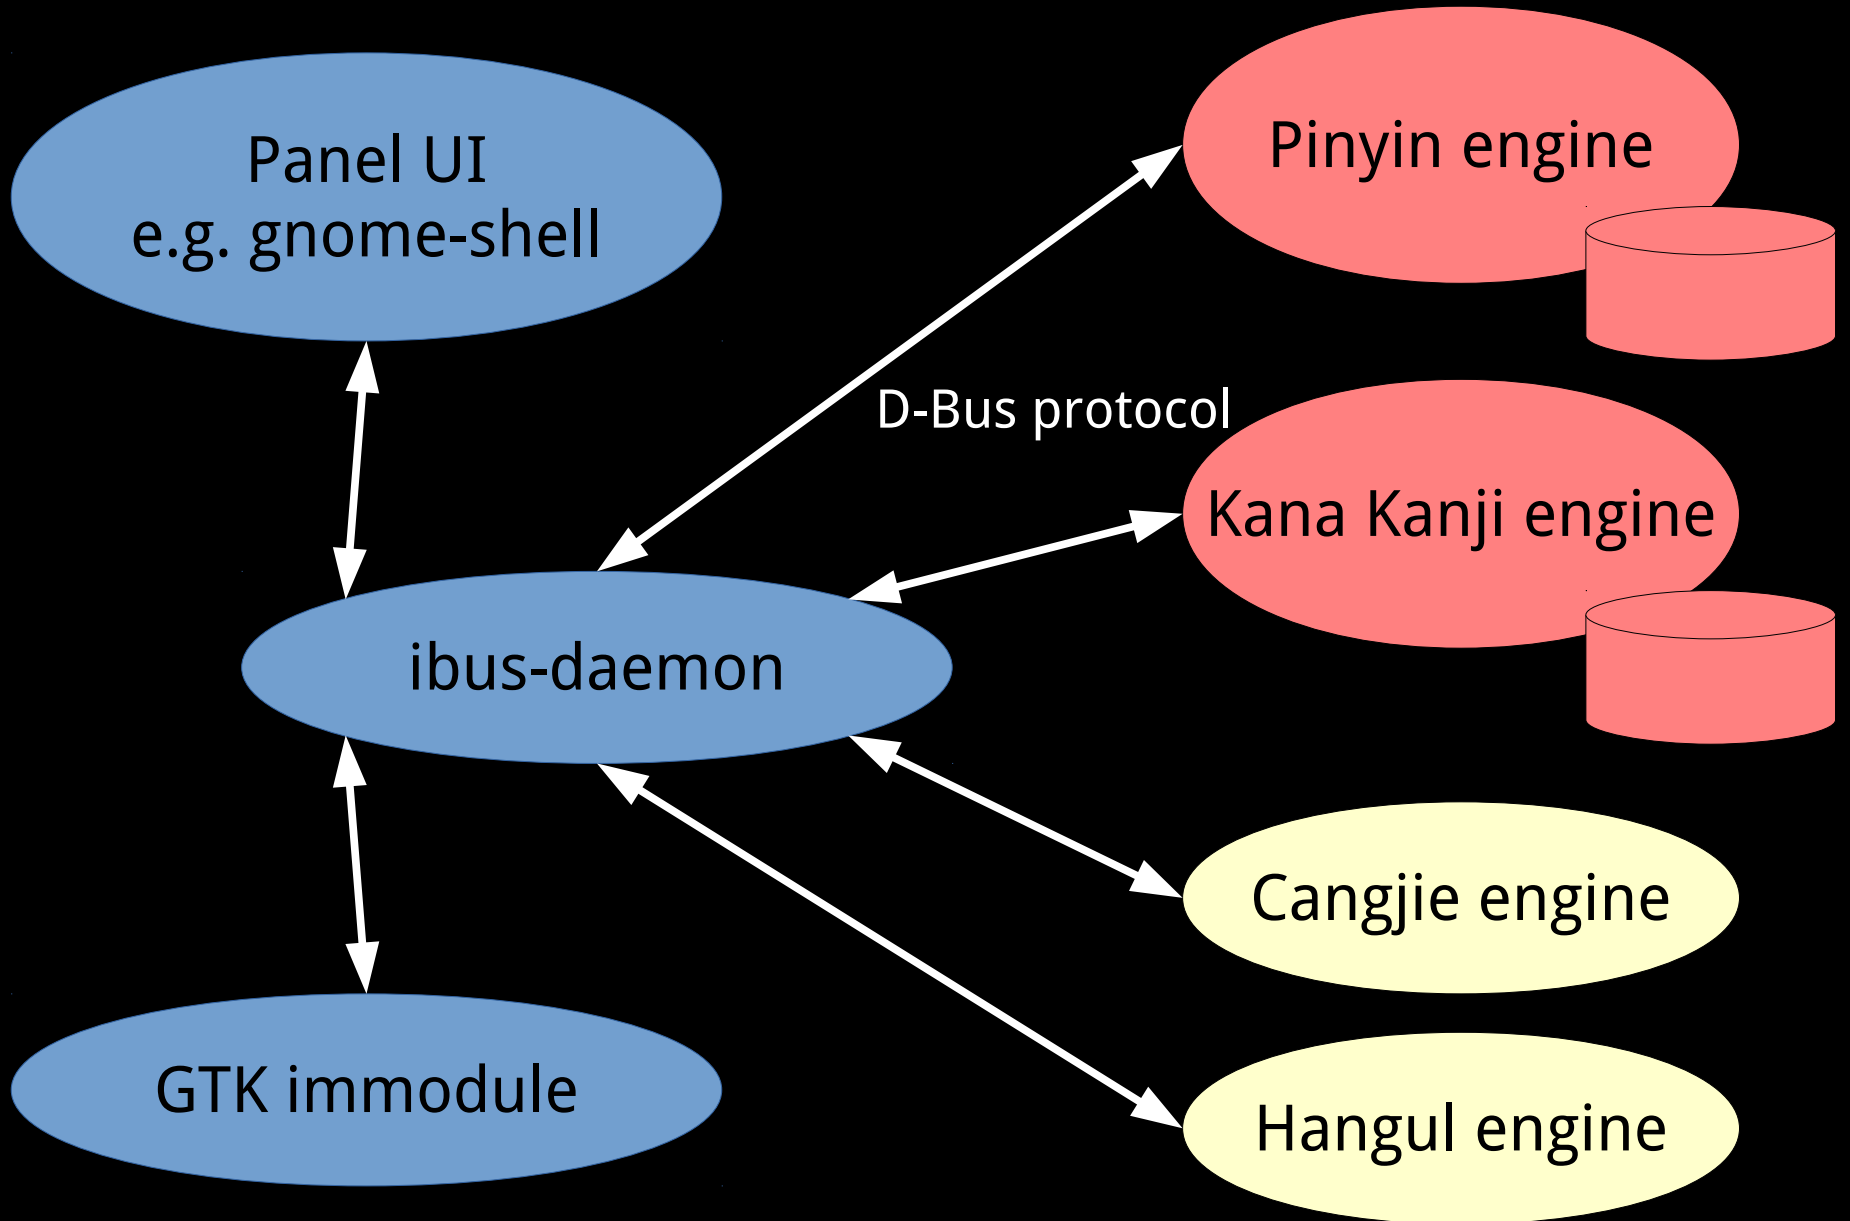 Panel UI
e.g. gnome-shell
Pinyin engine
D-Bus protocol
Kana Kanji engine
ibus-daemon
Cangjie engine
GTK immodule
Hangul engine